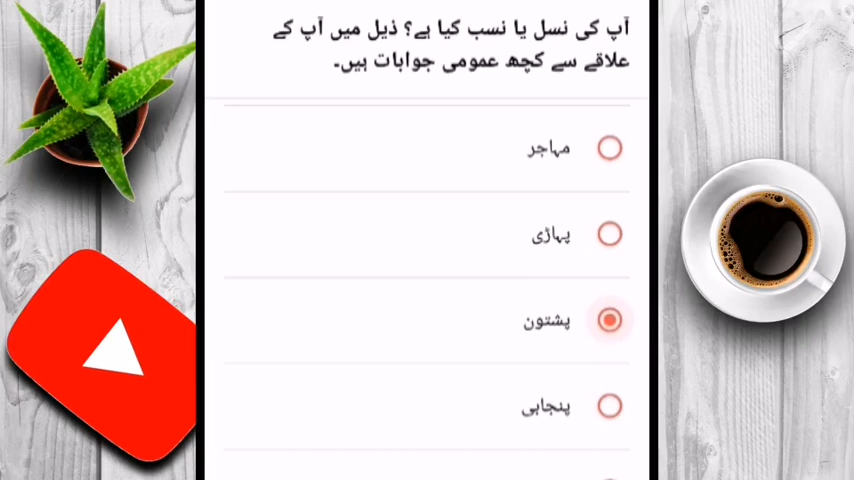 آپ کی نسل یا نسب کیا ہے؟ ذیل میں آپ کے
علاقے سے کچھ عمومی جوابات ہیں۔
مہاجر
پہاڑی
پشتون
پنجابی